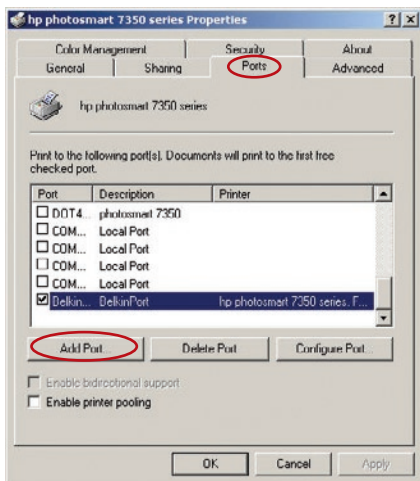 hp photosmart 7350 series Properties
Color Management Security About
General Sharing Ports Advanced
hp photosmart 7350 series
Print to the following port(s). Documents will print to the first free
checked port.
Port Description Printer
DOT4... photosmart 7350
COM... Local Port
COM... Local Port
COM... Local Port
COM... Local Port
Belkin... BelkinPort hp photosmart 7350 series. F...
Add Port... Delete Port Configure Port...
Enable bidirectional support
Enable printer pooling
OK Cancel Apply